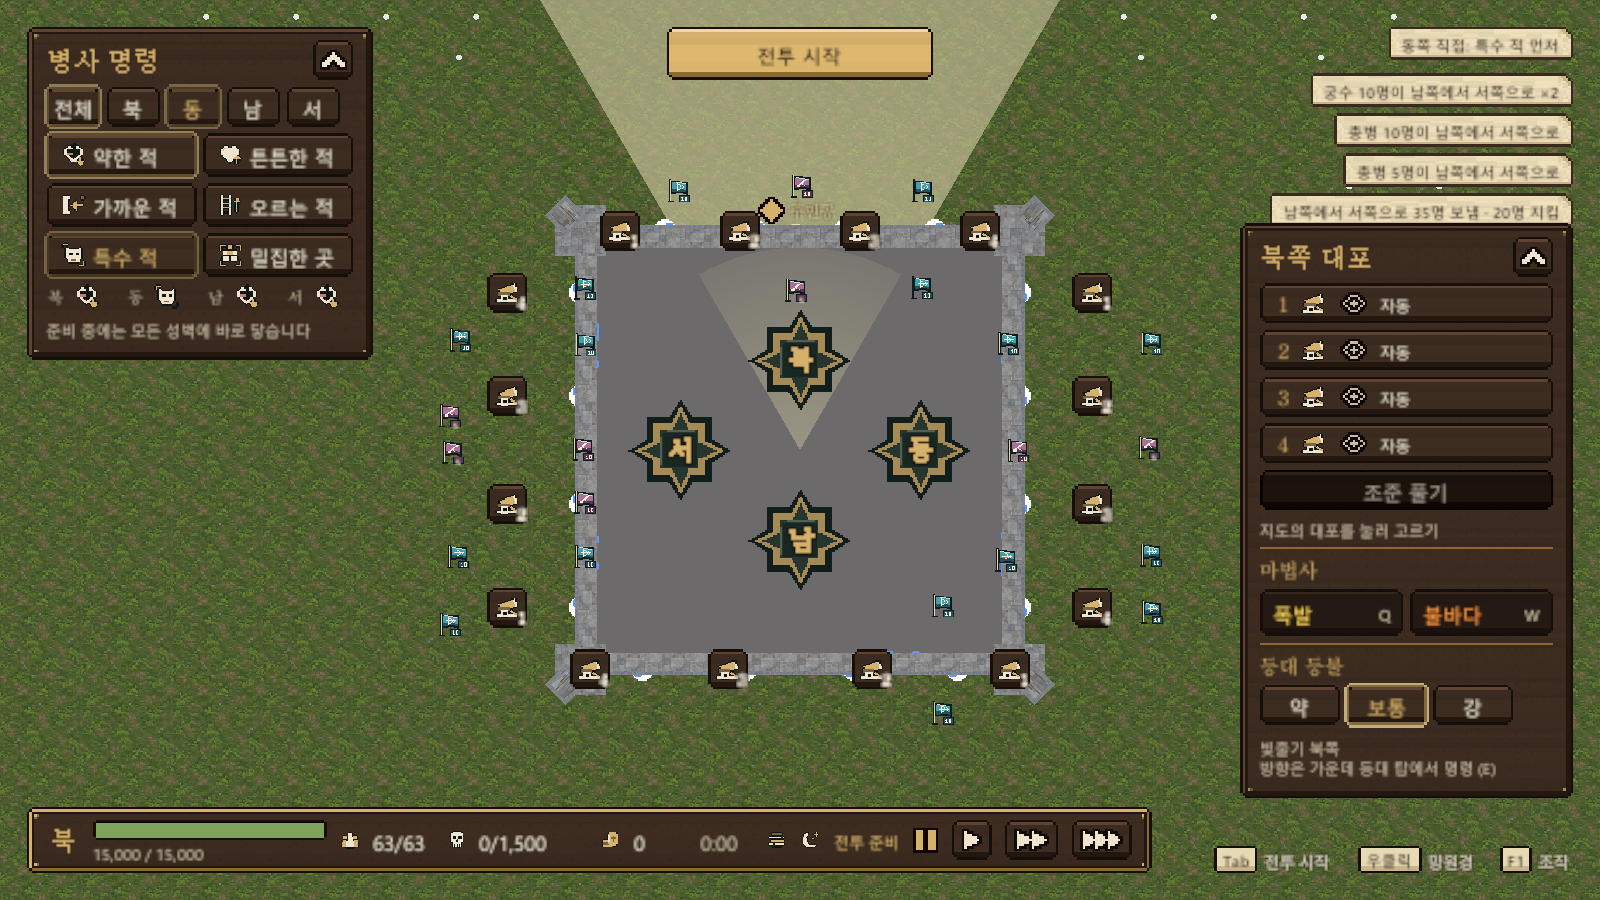 병사 명령
전체 북 동 남 서
약한 적 튼튼한 적
가까운 적 오르는 적
특수 적 밀집한 곳
북 동 남 서
준비 중에는 모든 성벽에 바로 닿습니다
전투 시작
동쪽 직접: 특수 적 먼저
궁수 10명이 남쪽에서 서쪽으로 ×2
총병 10명이 남쪽에서 서쪽으로
총병 5명이 남쪽에서 서쪽으로
남쪽에서 서쪽으로 35명 보냄 · 20명 지킴
북
서
동
남
북쪽 대포
1 자동
2 자동
3 자동
4 자동
조준 풀기
지도의 대포를 눌러 고르기
마법사
폭발 Q 불바다 W
등대 등불
약 보통 강
빛줄기 북쪽
방향은 가운데 등대 탑에서 명령 (E)
북 15,000 / 15,000 63/63 0/1,500 0 0:00 전투 준비
Tab 전투 시작 우클릭 망원경 F1 조작